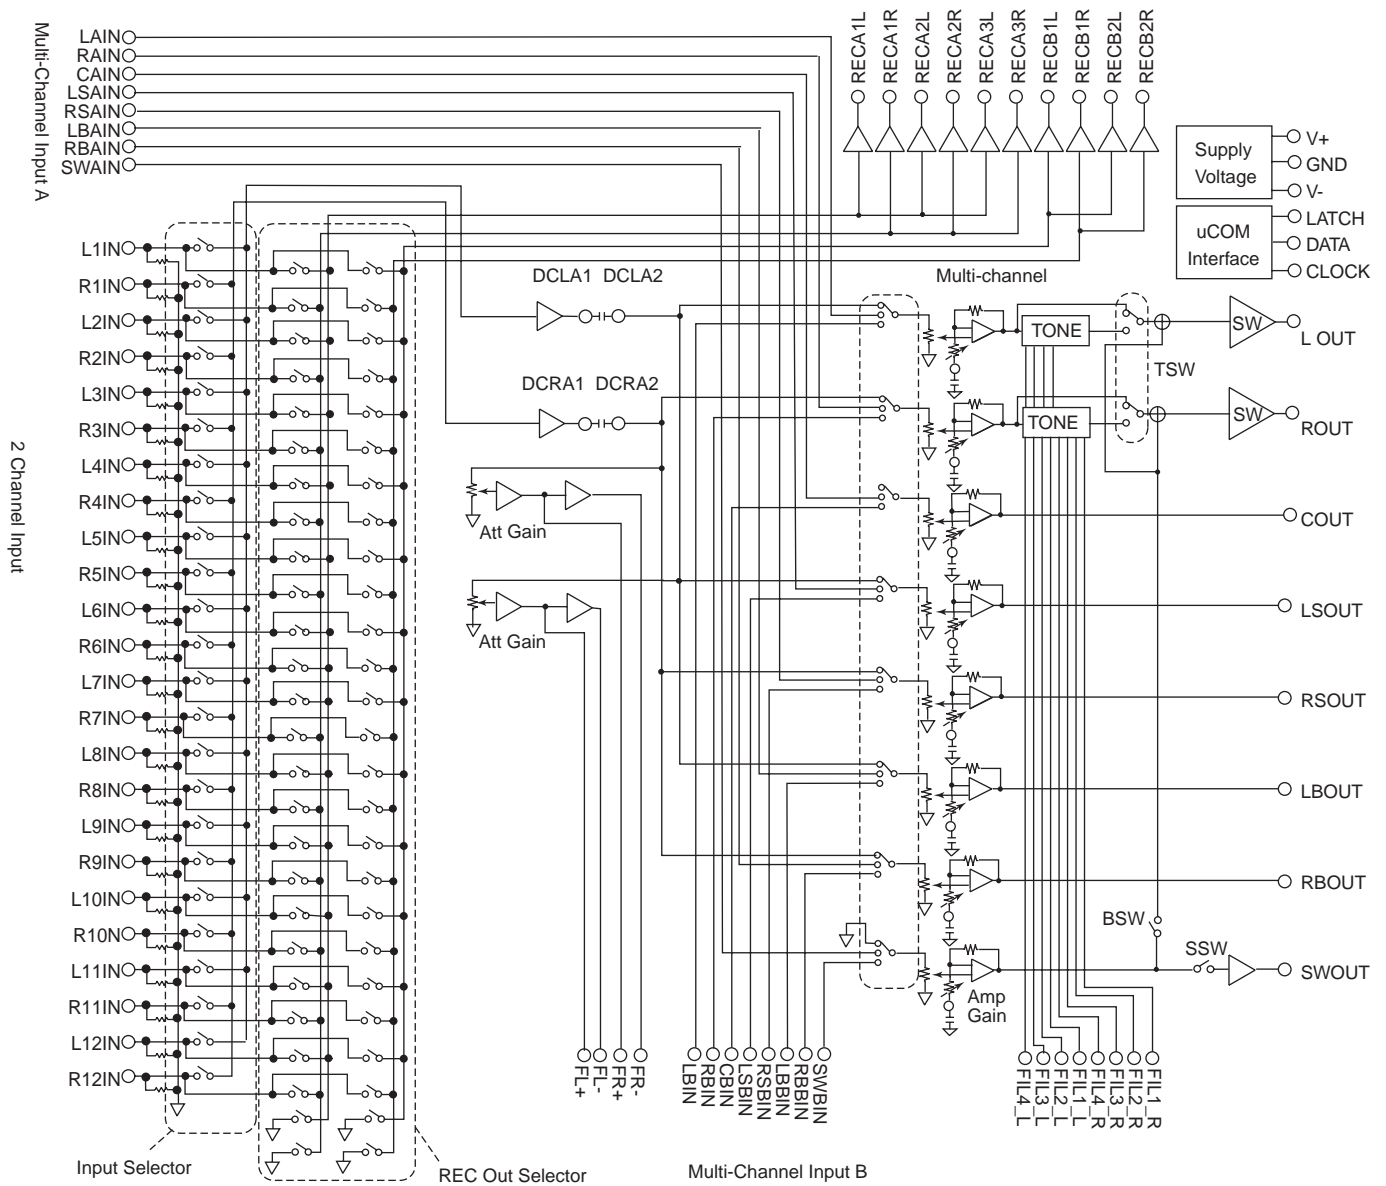 Multi-Channel Input A
LAIN
RAIN
CAIN
LSAIN
RSAIN
LBAIN
RBAIN
SWAIN
RECA1L
RECA1R
RECA2L
RECA2R
RECA3L
RECA3R
RECB1L
RECB1R
RECB2L
RECB2R
Supply
Voltage
V+
GND
V-
uCOM
Interface
LATCH
DATA
CLOCK
2 Channel Input
L1IN
R1IN
L2IN
R2IN
L3IN
R3IN
L4IN
R4IN
L5IN
R5IN
L6IN
R6IN
L7IN
R7IN
L8IN
R8IN
L9IN
R9IN
L10IN
R10N
L11IN
R11IN
L12IN
R12IN
Input Selector
REC Out Selector
DCLA1 DCLA2
DCRA1 DCRA2
Att Gain
Att Gain
Multi-channel
TONE
TONE
TSW
SW
L OUT
SW
ROUT
COUT
LSOUT
RSOUT
LBOUT
RBOUT
BSW
SSW
SWOUT
Amp
Gain
FL+
FL-
FR+
FR-
LBIN
RBIN
CBIN
LSBIN
RSBIN
LBBIN
RBBIN
SWBIN
FIL4_L
FIL3_L
FIL2_L
FIL1_L
FIL4_R
FIL3_R
FIL2_R
FIL1_R
Multi-Channel Input B